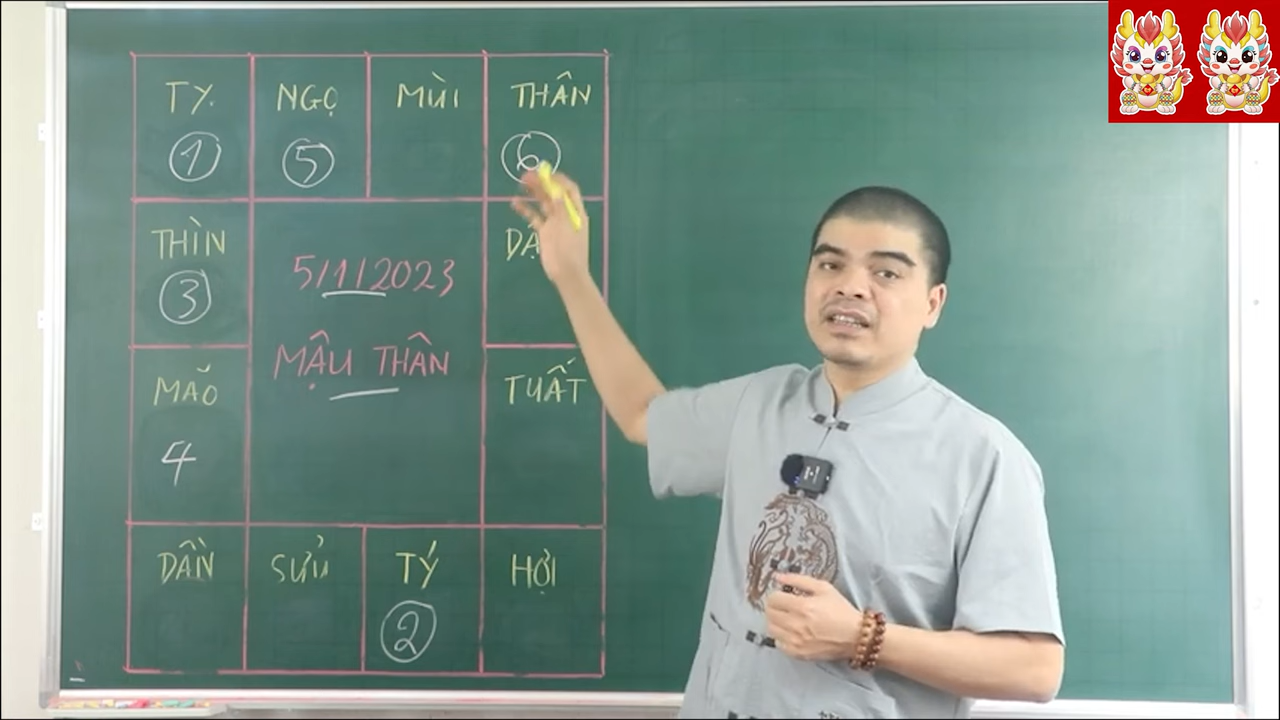 TY.
NGỌ
MÙI
THÂN
1
5
6
THÌN
3
5/1/2023
MẬU THÂN
MÃO
4
TUẤT
DẦN
SỬU
TÝ
HỢI
2